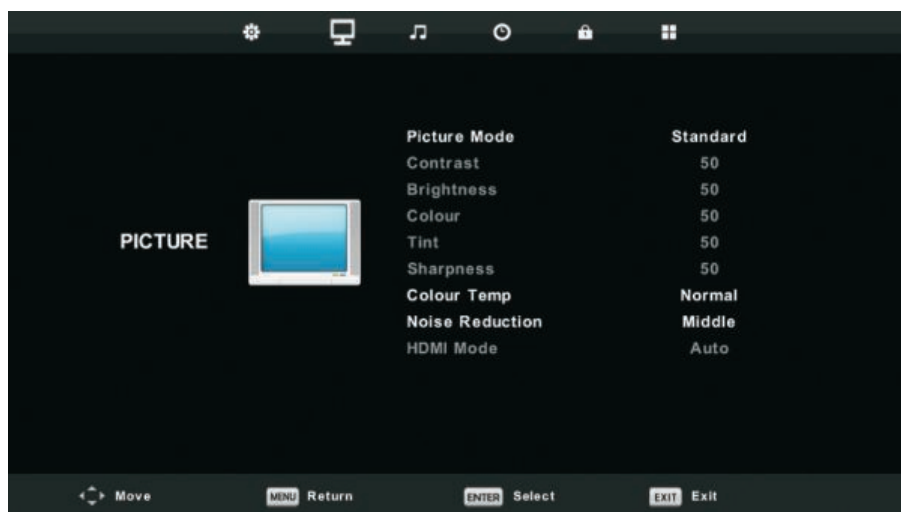 Picture Mode Standard
Contrast 50
Brightness 50
Colour 50
PICTURE
Tint 50
Sharpness 50
Colour Temp Normal
Noise Reduction Middle
HDMI Mode Auto
Move MENU Return ENTER Select EXIT Exit